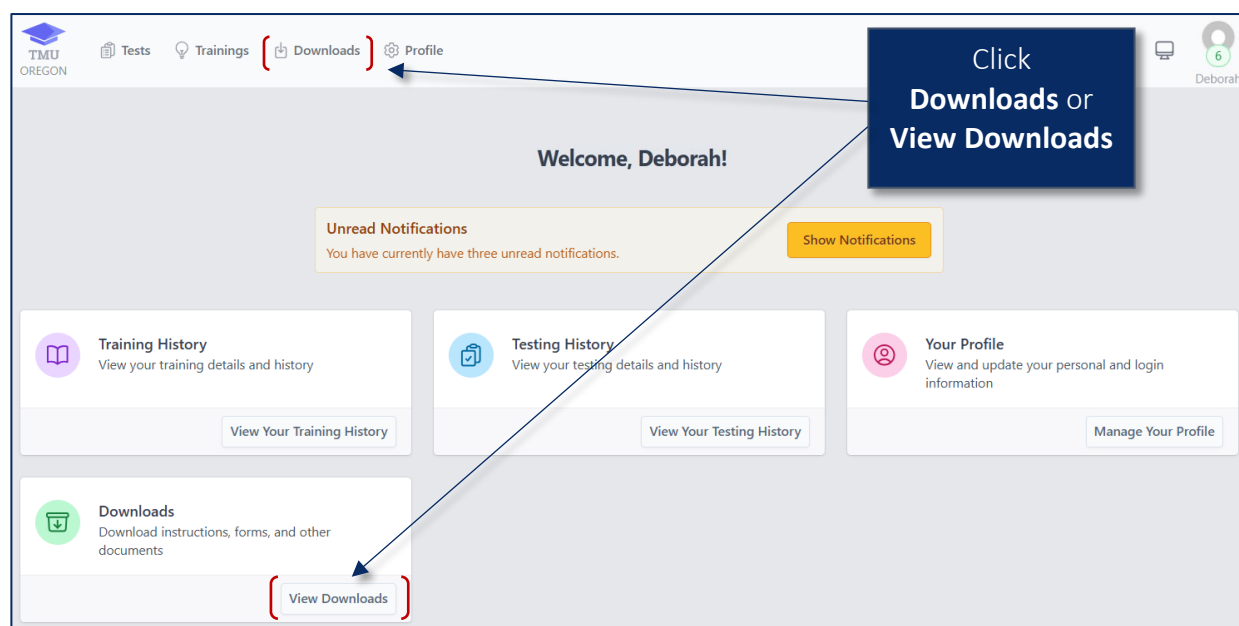 TMU
OREGON
Tests
Trainings
Downloads
Profile
Click
Downloads or
View Downloads
6
Deborah
Welcome, Deborah!
Unread Notifications
You have currently have three unread notifications.
Show Notifications
Training History
View your training details and history
View Your Training History
Testing History
View your testing details and history
View Your Testing History
Your Profile
View and update your personal and login
information
Manage Your Profile
Downloads
Download instructions, forms, and other
documents
View Downloads